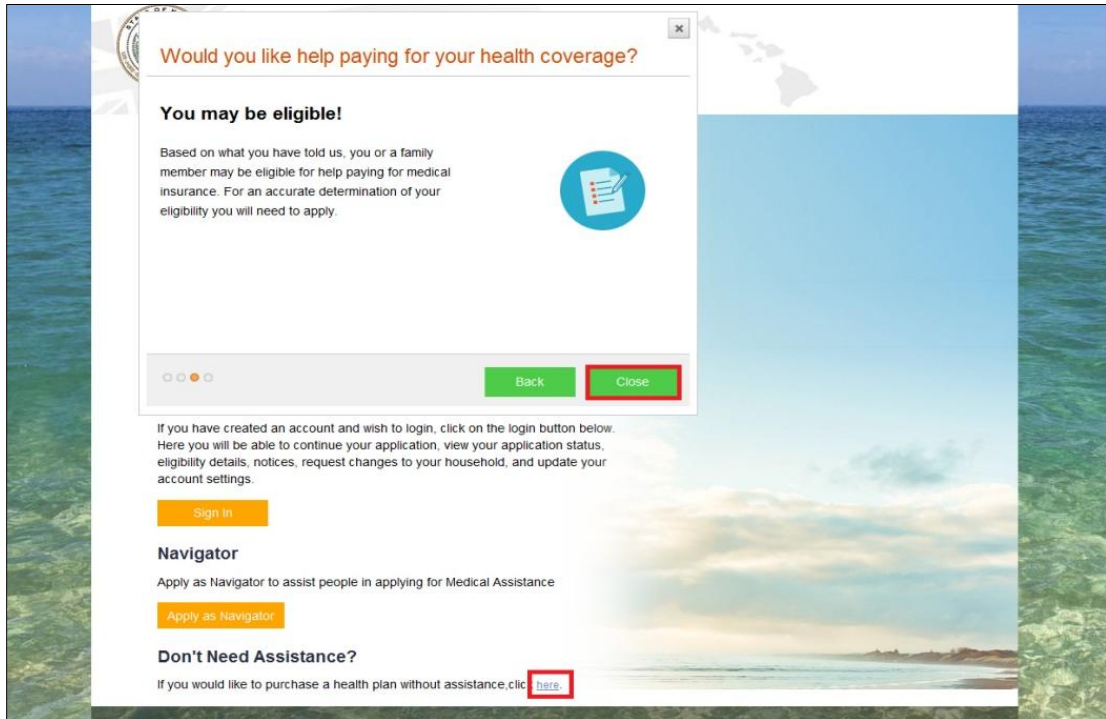 STATE OF
×
Would you like help paying for your health coverage?
You may be eligible!
Based on what you have told us, you or a family
member may be eligible for help paying for medical
insurance. For an accurate determination of your
eligibility you will need to apply.
Back
Close
If you have created an account and wish to login, click on the login button below.
Here you will be able to continue your application, view your application status,
eligibility details, notices, request changes to your household, and update your
account settings.
Sign In
Navigator
Apply as Navigator to assist people in applying for Medical Assistance
Apply as Navigator
Don't Need Assistance?
If you would like to purchase a health plan without assistance,clic here.